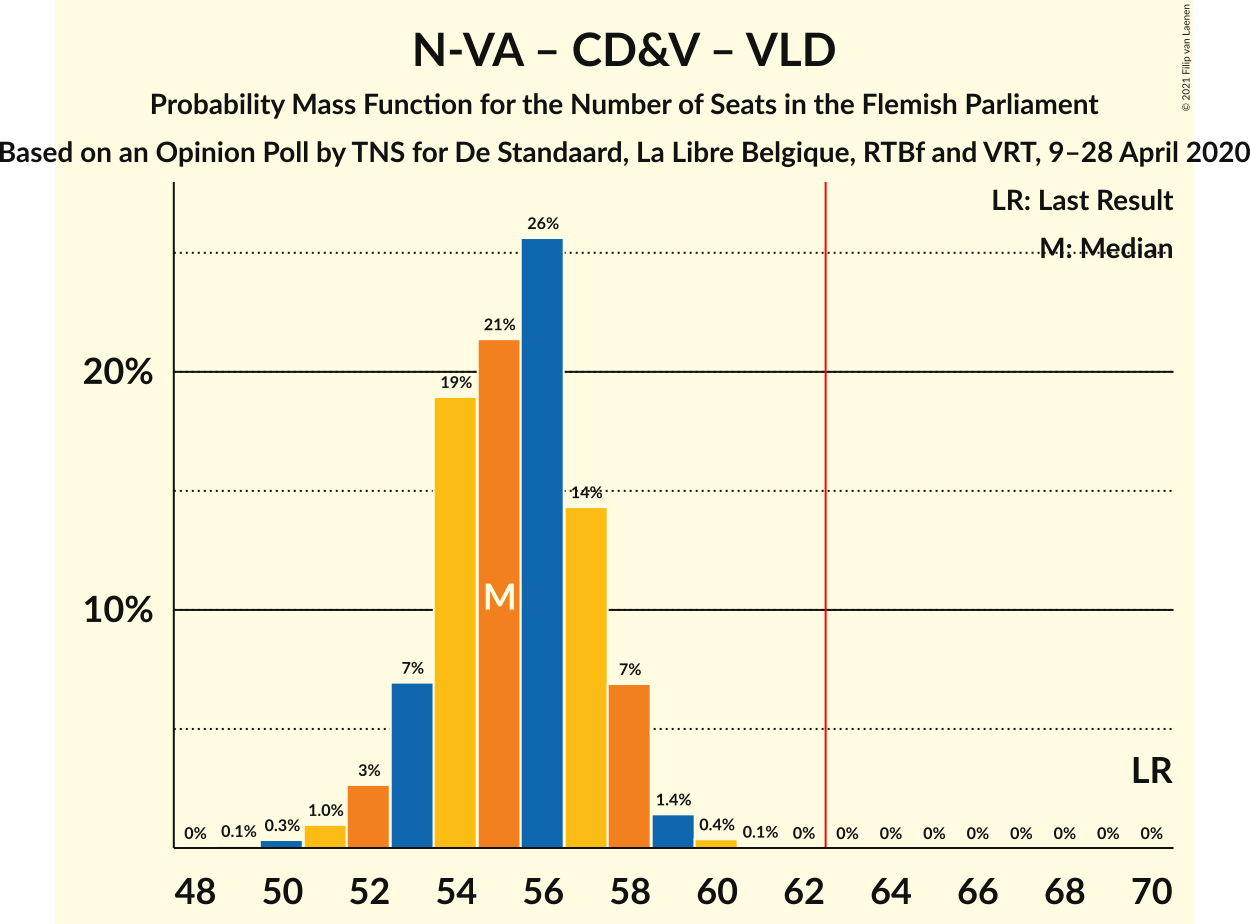 N-VA – CD&V – VLD
Probability Mass Function for the Number of Seats in the Flemish Parliament
Based on an Opinion Poll by TNS for De Standaard, La Libre Belgique, RTBf and VRT, 9–28 April 2020
© 2021 Filip van Laenen
LR: Last Result
M: Median
26%
21%
20%
19%
14%
M
10%
7%
7%
3%
LR
1.4%
1.0%
0% 0.1% 0.3% 0.4% 0.1% 0% 0% 0% 0% 0% 0% 0% 0% 0%
48 50 52 54 56 58 60 62 64 66 68 70